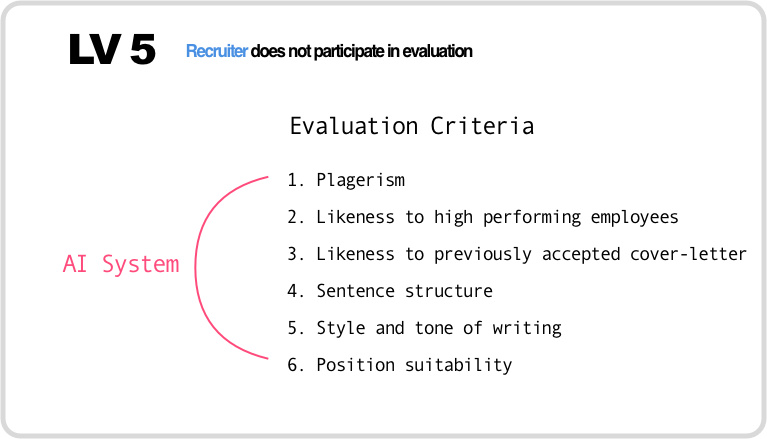 LV 5
Recruiter does not participate in evaluation
Evaluation Criteria
1. Plagerism
2. Likeness to high performing employees
3. Likeness to previously accepted cover-letter
AI System
4. Sentence structure
5. Style and tone of writing
6. Position suitability